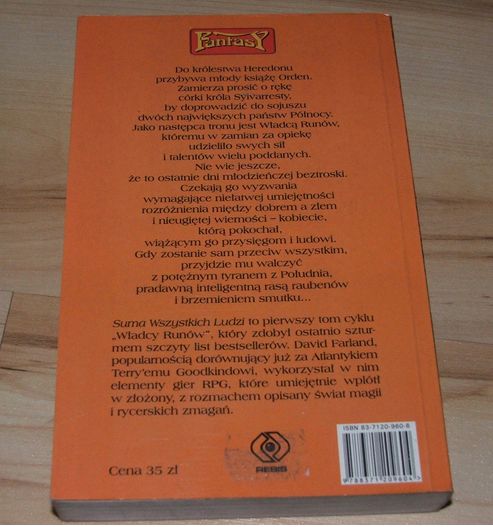 Fantasy
Do królestwa Heredonu
przybywa młody książę Orden.
Zamierza prosić o rękę
córki króla Sylvarresty,
by doprowadzić do sojuszu
dwóch największych państw Północy.
Jako następca tronu jest Władcą Runów,
któremu w zamian za opiekę
udzieliło swych sił
i talentów wielu poddanych.
Nie wie jeszcze,
że to ostatnie dni młodzieńczej beztroski.
Czekają go wyzwania
wymagające niełatwej umiejętności
rozróżnienia między dobrem a złem
i nieugiętej wierności – kobiecie,
którą pokochał,
wiążącym go przysięgom i ludowi.
Gdy zostanie sam przeciw wszystkim,
przyjdzie mu walczyć
z potężnym tyranem z Południa,
pradawną inteligentną rasą raubenów
i brzemieniem smutku...
Suma Wszystkich Ludzi to pierwszy tom cyklu
„Władcy Runów”, który zdobył ostatnio sztur-
mem szczyty list bestsellerów. David Farland,
popularnością dorównujący już za Atlantykiem
Terry'emu Goodkindowi, wykorzystał w nim
elementy gier RPG, które umiejętnie wplótł
w złożony, z rozmachem opisany świat magii
i rycerskich zmagań.
Cena 35 zł
REBIS
ISBN 83-7120-960-8
9 788371 209604